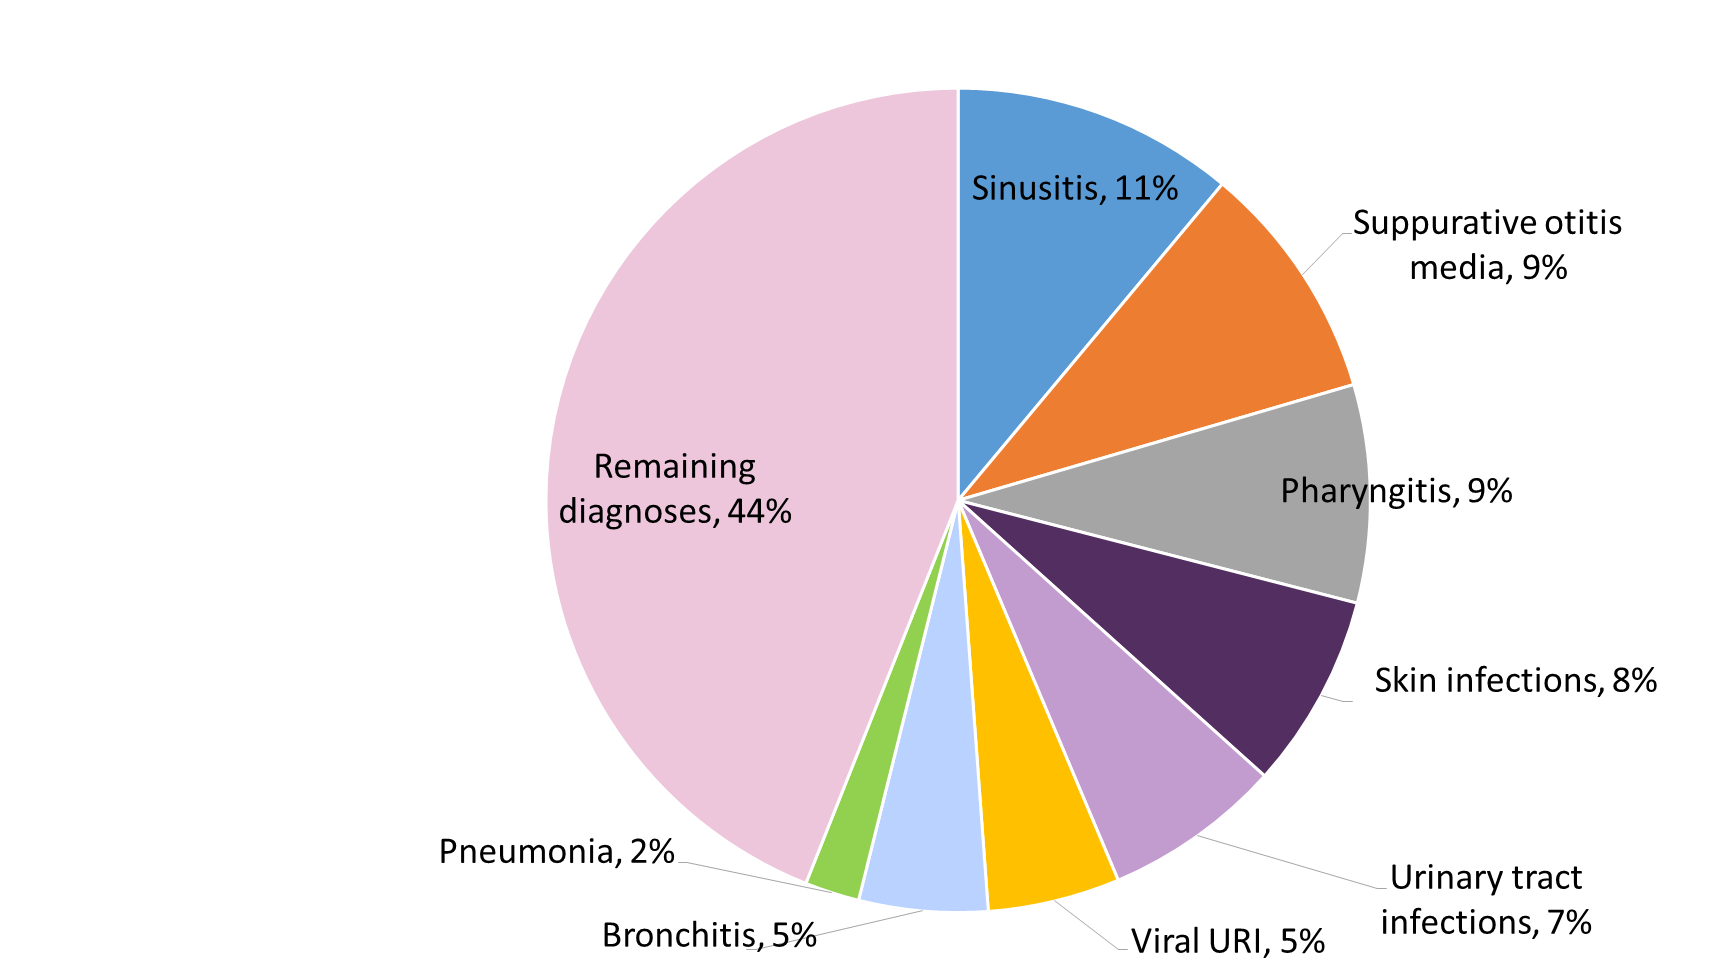 Sinusitis, 11%
Suppurative otitis
media, 9%
Pharyngitis, 9%
Skin infections, 8%
Urinary tract
infections, 7%
Viral URI, 5%
Bronchitis, 5%
Pneumonia, 2%
Remaining
diagnoses, 44%